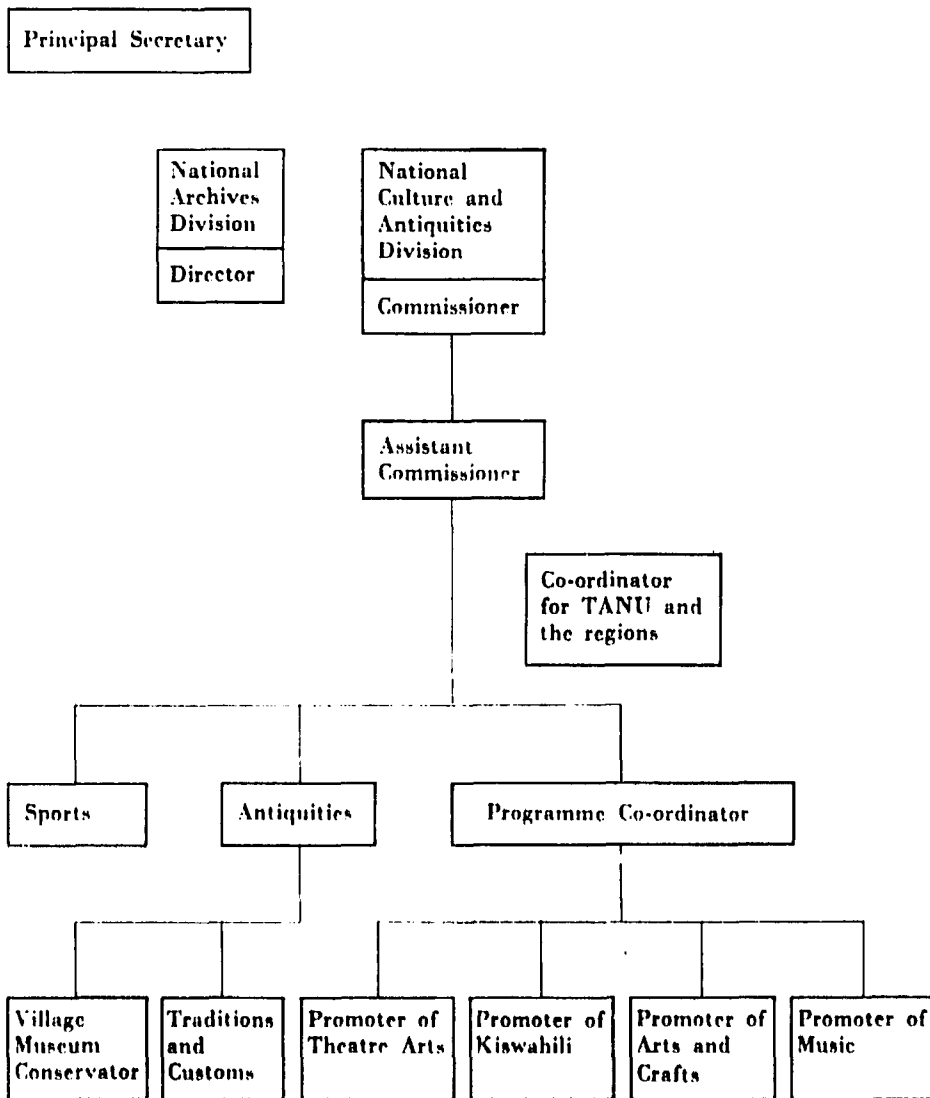 Principal Secretary
National
Archives
Division
Director
National
Culture and
Antiquities
Division
Commissioner
Assistant
Commissioner
Co-ordinator
for TANU and
the regions
Sports
Antiquities
Programme Co-ordinator
Village
Museum
Conservator
Traditions
and
Customs
Promoter of
Theatre Arts
Promoter of
Kiswahili
Promoter of
Arts and
Crafts
Promoter of
Music